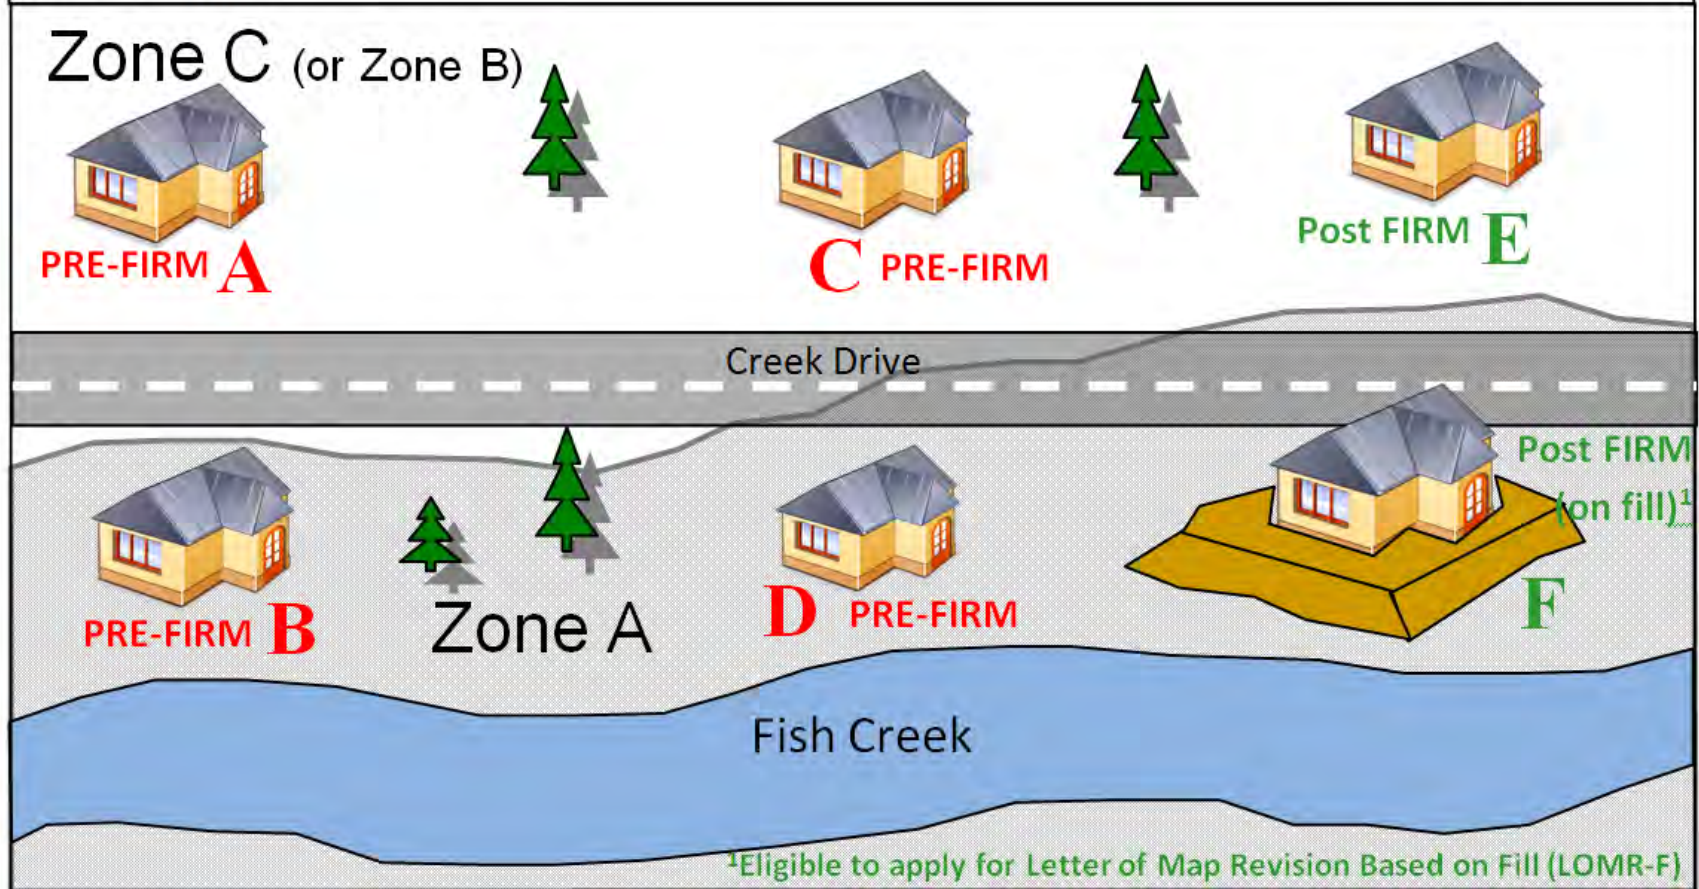 Zone C (or Zone B)
PRE-FIRM A
C PRE-FIRM
Post FIRM E
Creek Drive
Post FIRM
(on fill)¹
PRE-FIRM B
Zone A
D PRE-FIRM
F
Fish Creek
¹Eligible to apply for Letter of Map Revision Based on Fill (LOMR-F)